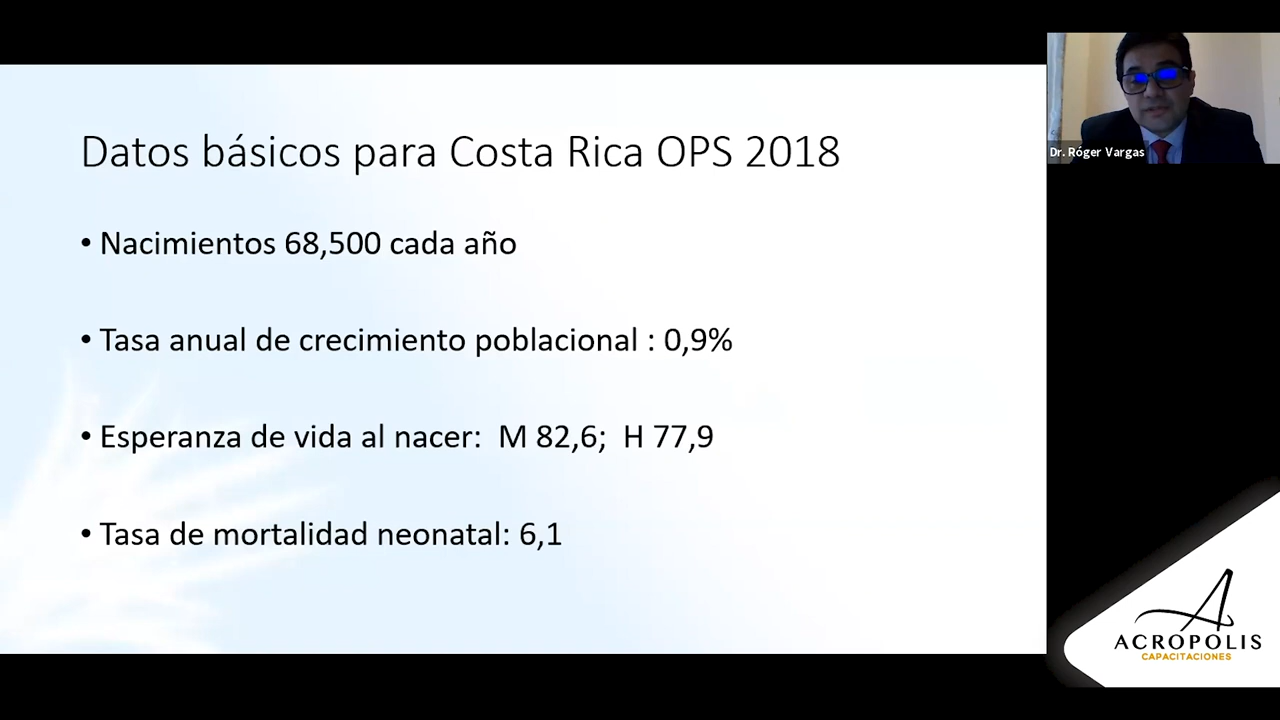 Datos básicos para Costa Rica OPS 2018
• Nacimientos 68,500 cada año
• Tasa anual de crecimiento poblacional : 0,9%
• Esperanza de vida al nacer: M 82,6; H 77,9
• Tasa de mortalidad neonatal: 6,1
Dr. Róger Vargas
ACROPOLIS
CAPACITACIONES